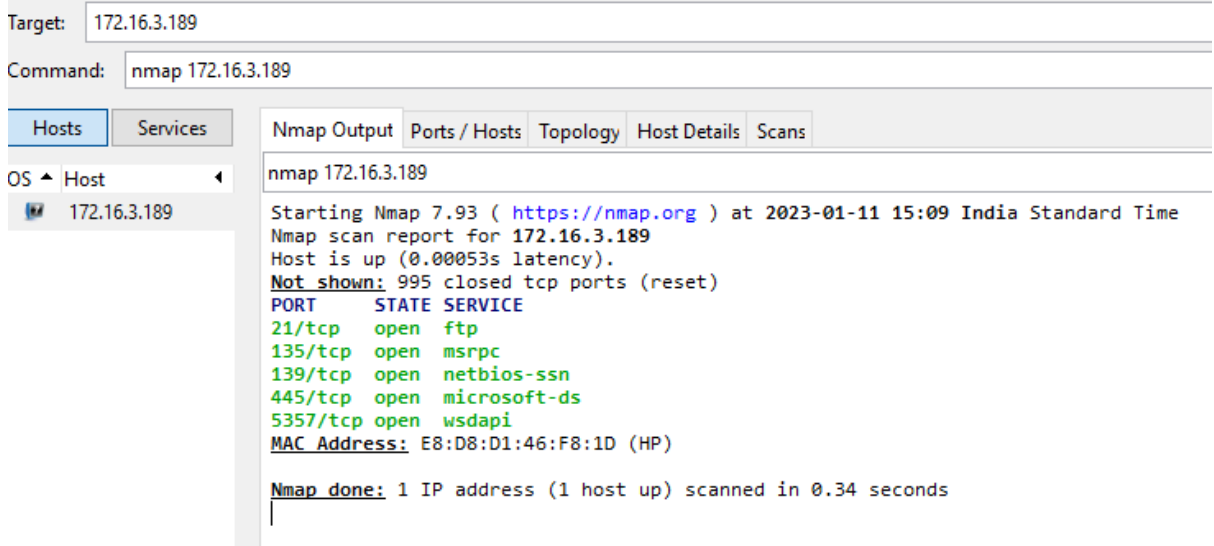 Target: 172.16.3.189
Command: nmap 172.16.3.189
Hosts Services
OS Host
172.16.3.189
Nmap Output Ports / Hosts Topology Host Details Scans
nmap 172.16.3.189
Starting Nmap 7.93 ( https://nmap.org ) at 2023-01-11 15:09 India Standard Time
Nmap scan report for 172.16.3.189
Host is up (0.00053s latency).
Not shown: 995 closed tcp ports (reset)
PORT STATE SERVICE
21/tcp open ftp
135/tcp open msrpc
139/tcp open netbios-ssn
445/tcp open microsoft-ds
5357/tcp open wsdapi
MAC Address: E8:D8:D1:46:F8:1D (HP)
Nmap done: 1 IP address (1 host up) scanned in 0.34 seconds